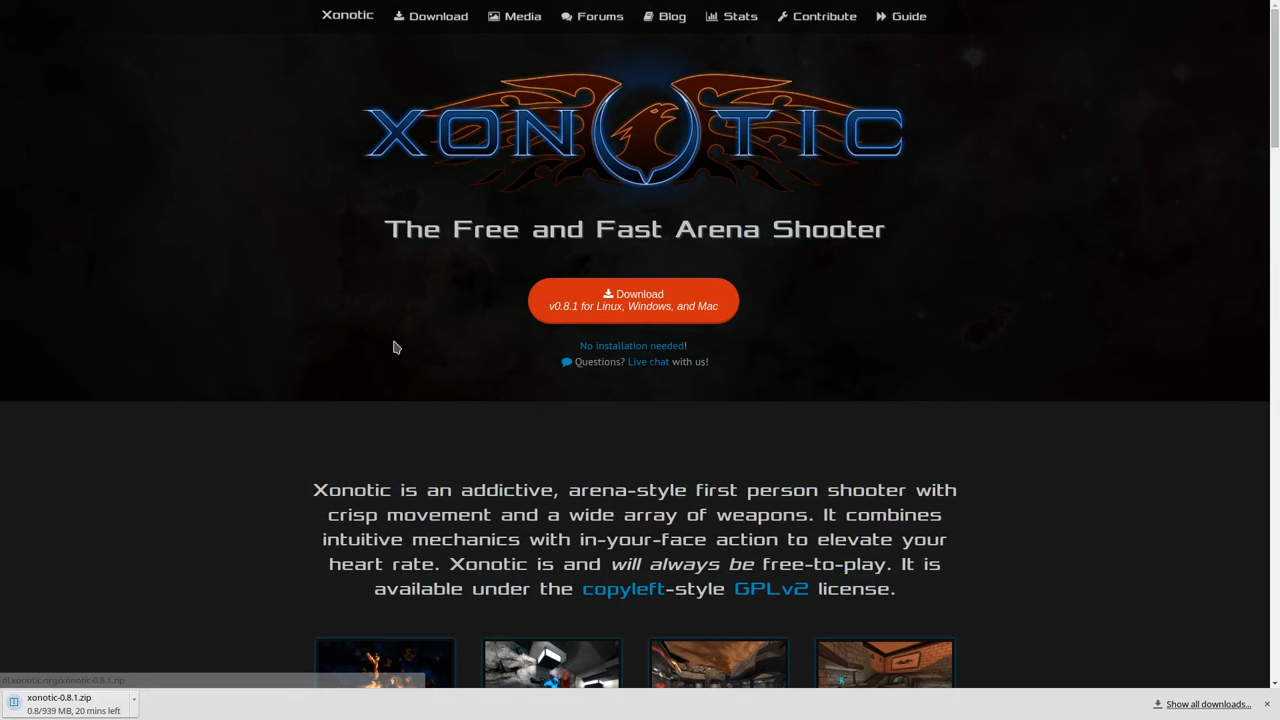 Xonotic Download Media Forums Blog Stats Contribute Guide
XONOTIC
The Free and Fast Arena Shooter
Download
v0.8.1 for Linux, Windows, and Mac
No installation needed!
Questions? Live chat with us!
Xonotic is an addictive, arena-style first person shooter with
crisp movement and a wide array of weapons. It combines
intuitive mechanics with in-your-face action to elevate your
heart rate. Xonotic is and will always be free-to-play. It is
available under the copyleft-style GPLv2 license.
dl.xonotic.org/xonotic-0.8.1.zip
xonotic-0.8.1.zip
0.8/939 MB, 20 mins left
Show all downloads...